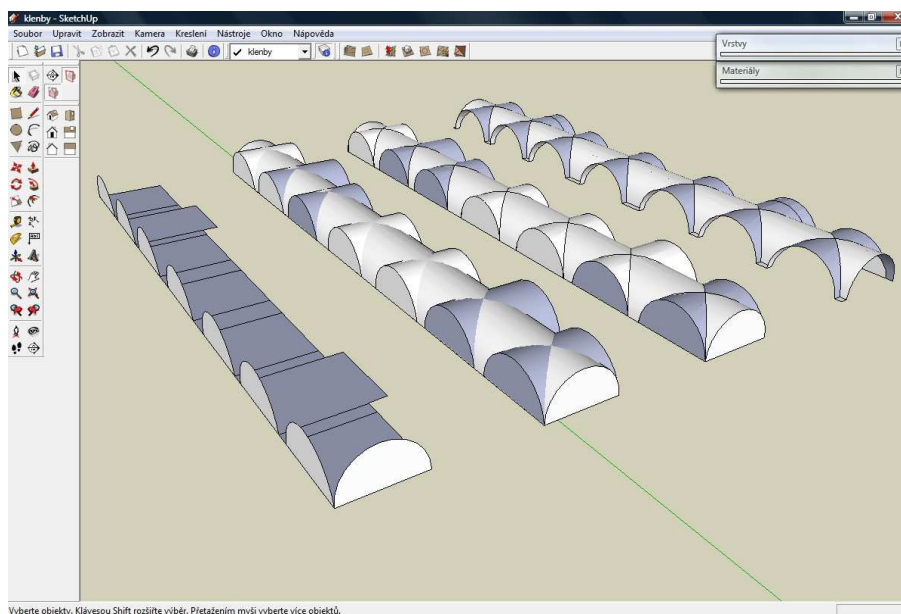 klenby - SketchUp
Soubor Upravit Zobrazit Kamera Kreslení Nástroje Okno Nápověda
klenby
Vrstvy
Materiály
Vyberte objekty. Klávesou Shift rozšiřte výběr. Přetažením myši vyberte více objektů.